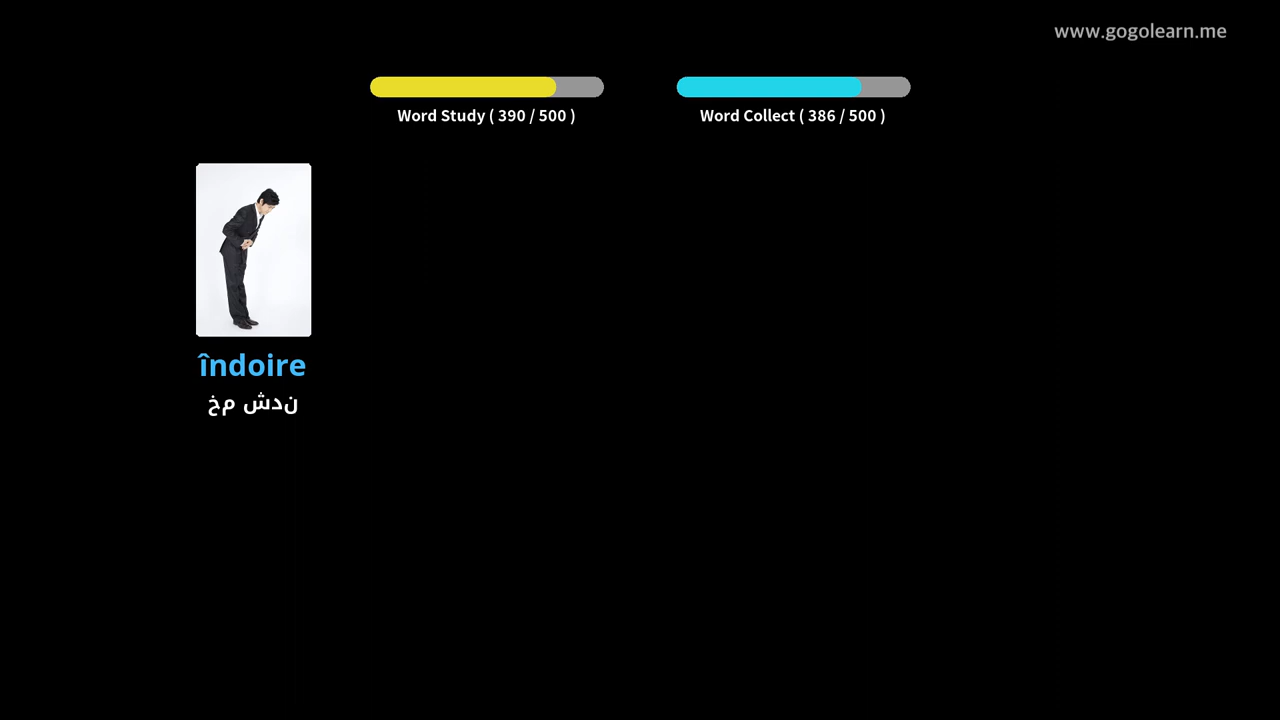 www.gogolearn.me
Word Study ( 390 / 500 )
Word Collect ( 386 / 500 )
îndoire
خم شدن